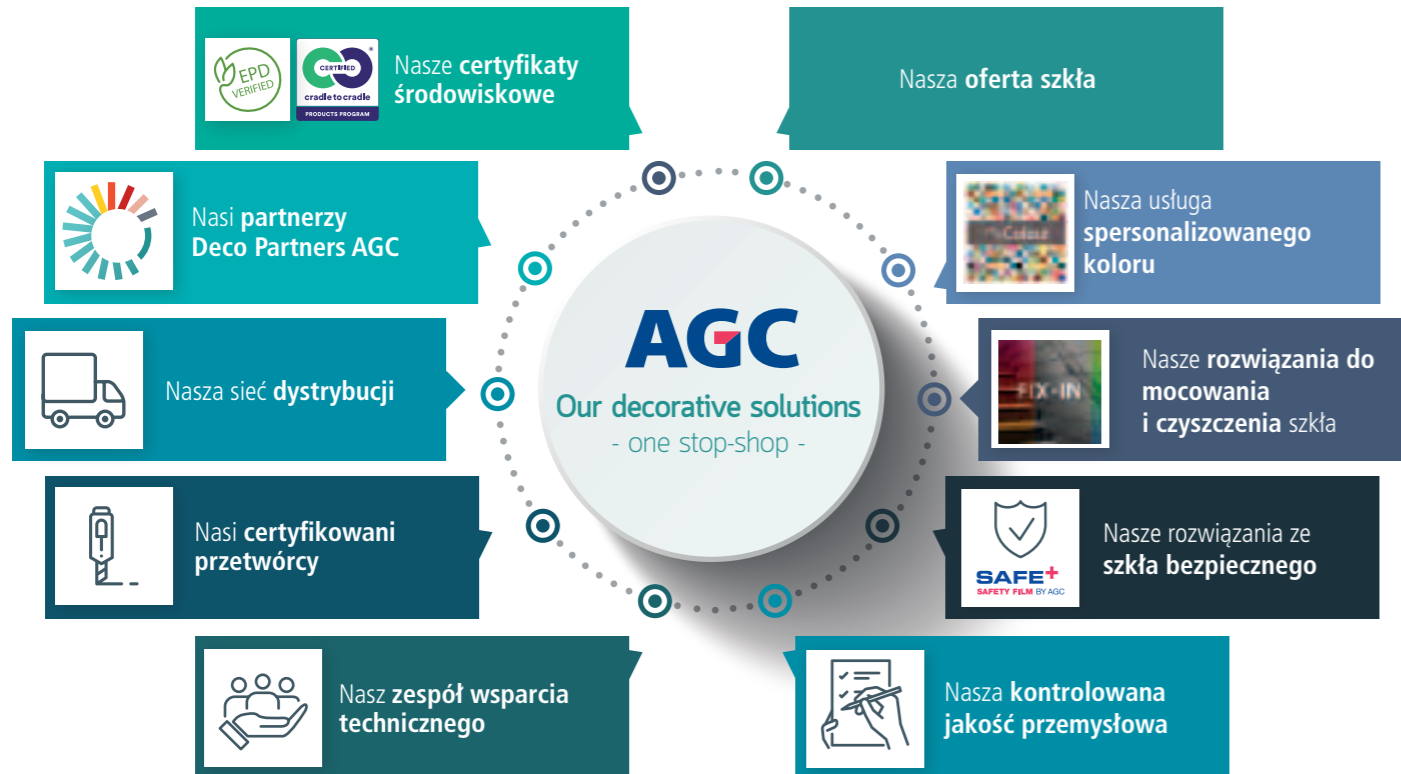 EPD
VERIFIED
CERTIFIED
cradle to cradle
PRODUCTS PROGRAM
Nasze certyfikaty
środowiskowe
Nasza oferta szkła
Nasi partnerzy
Deco Partners AGC
Nasza usługa
spersonalizowanego
koloru
Nasza sieć dystrybucji
AGC
Our decorative solutions
- one stop-shop -
FIX-IN
Nasze rozwiązania do
mocowania
i czyszczenia szkła
Nasi certyfikowani
przetwórcy
SAFE+
SAFETY FILM BY AGC
Nasze rozwiązania ze
szkła bezpiecznego
Nasz zespół wsparcia
technicznego
Nasza kontrolowana
jakość przemysłowa